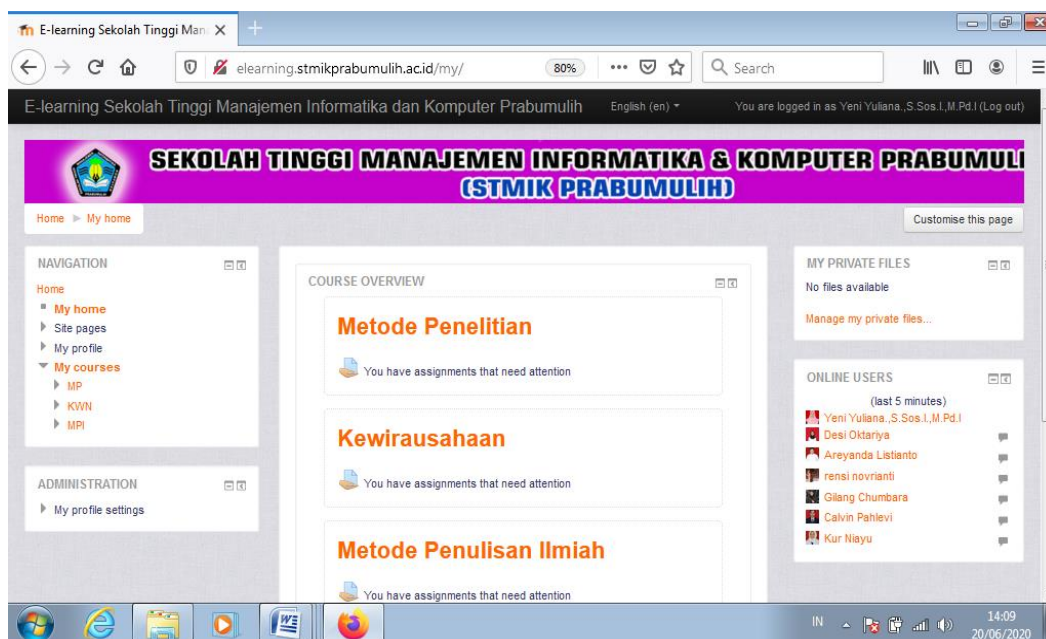 E-learning Sekolah Tinggi Man
elearning.stmikprabumulih.ac.id/my/
80%
Search
E-learning Sekolah Tinggi Manajemen Informatika dan Komputer Prabumulih
English (en)
You are logged in as Yeni Yuliana.,S.Sos.I.,M.Pd.I (Log out)
SEKOLAH TINGGI MANAJEMEN INFORMATIKA & KOMPUTER PRABUMULI
(STMIK PRABUMULIH)
Home
My home
Customise this page
NAVIGATION
Home
My home
Site pages
My profile
My courses
MP
KWN
MPI
ADMINISTRATION
My profile settings
COURSE OVERVIEW
Metode Penelitian
You have assignments that need attention
Kewirausahaan
You have assignments that need attention
Metode Penulisan Ilmiah
You have assignments that need attention
MY PRIVATE FILES
No files available
Manage my private files...
ONLINE USERS
(last 5 minutes)
Yeni Yuliana.,S.Sos.I.,M.Pd.I
Desi Oktariya
Areyanda Listianto
rensi novrianti
Gilang Chumbara
Calvin Pahlevi
Kur Niayu
IN
14:09
20/06/2020